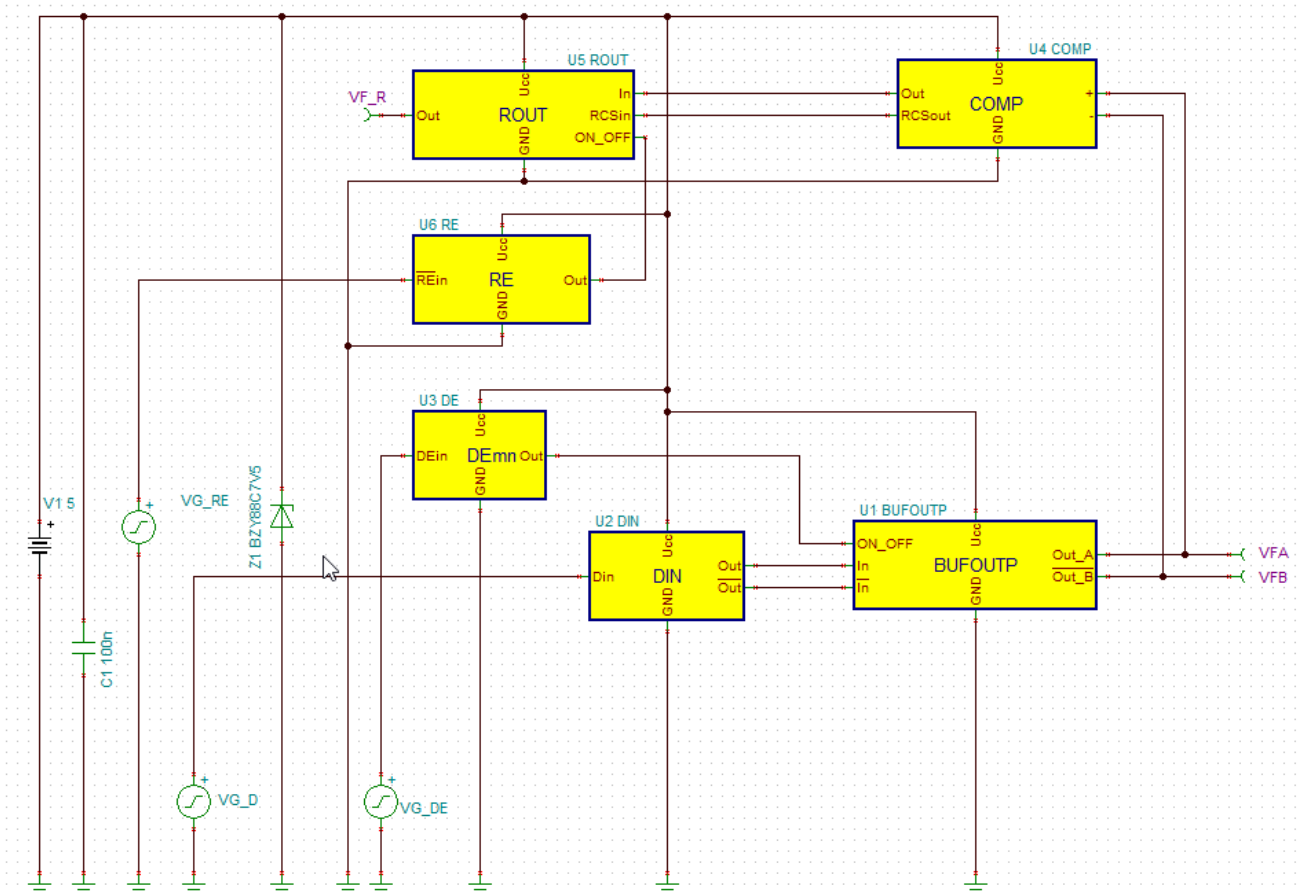 U5 ROUT
U4 COMP
Ucc
Ucc
VF_R
In
Out
+
Out
ROUT
RCSin
RCSout
COMP
-
GND
ON_OFF
GND
U6 RE
Ucc
REin
RE
Out
GND
U3 DE
Ucc
DEin
DEmn
Out
GND
V1 5
+
+
VG_RE
Z1 BZY88C7V5
U2 DIN
U1 BUFOUTP
Ucc
Ucc
ON_OFF
Out
In
Out_A
VFA
Din
DIN
BUFOUTP
Out
In
Out_B
VFB
GND
GND
C1 100n
+
VG_D
+
VG_DE